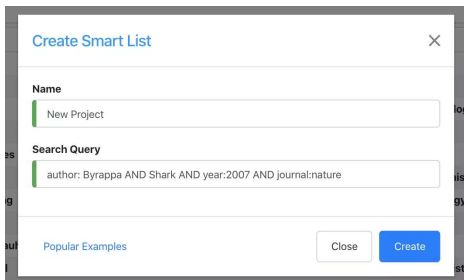 Create Smart List
Name
New Project
Search Query
author: Byrappa AND Shark AND year:2007 AND journal:nature
Popular Examples
Close
Create